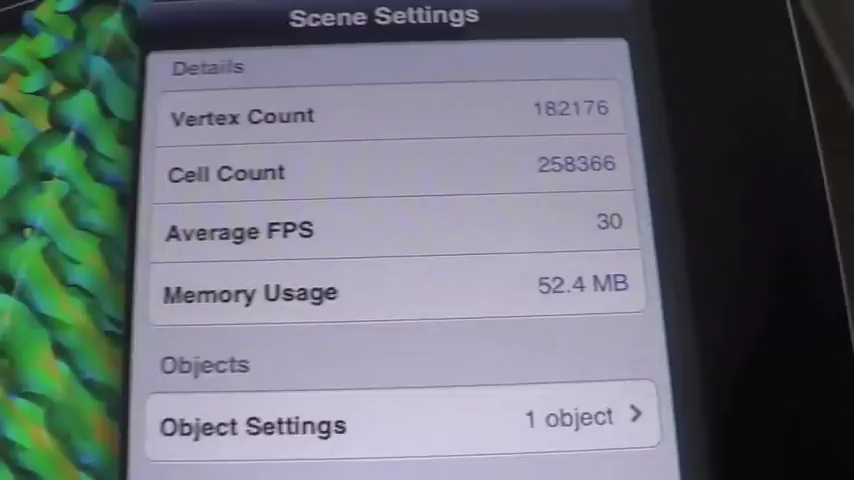 Scene Settings
Details
Vertex Count 182176
Cell Count 258366
Average FPS 30
Memory Usage 52.4 MB
Objects
Object Settings 1 object